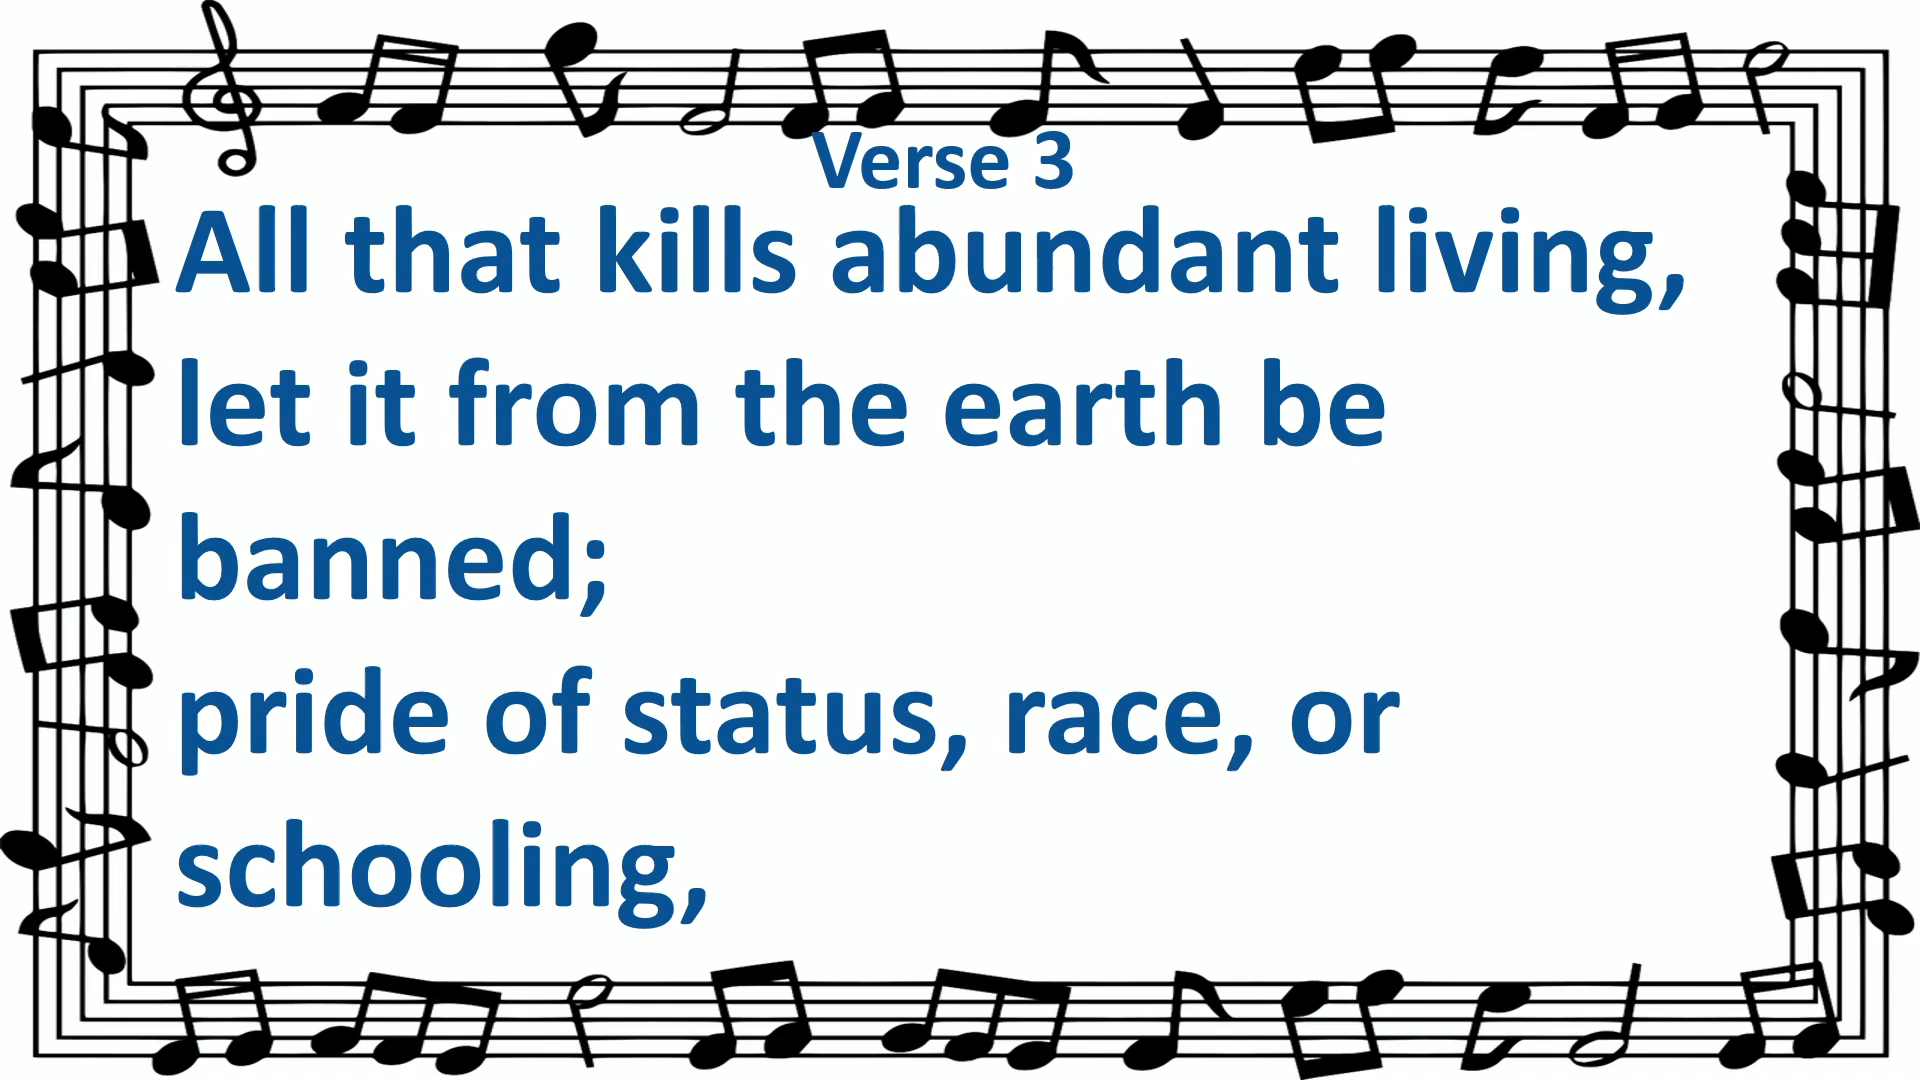 Verse 3
All that kills abundant living,
let it from the earth be
banned;
pride of status, race, or
schooling,